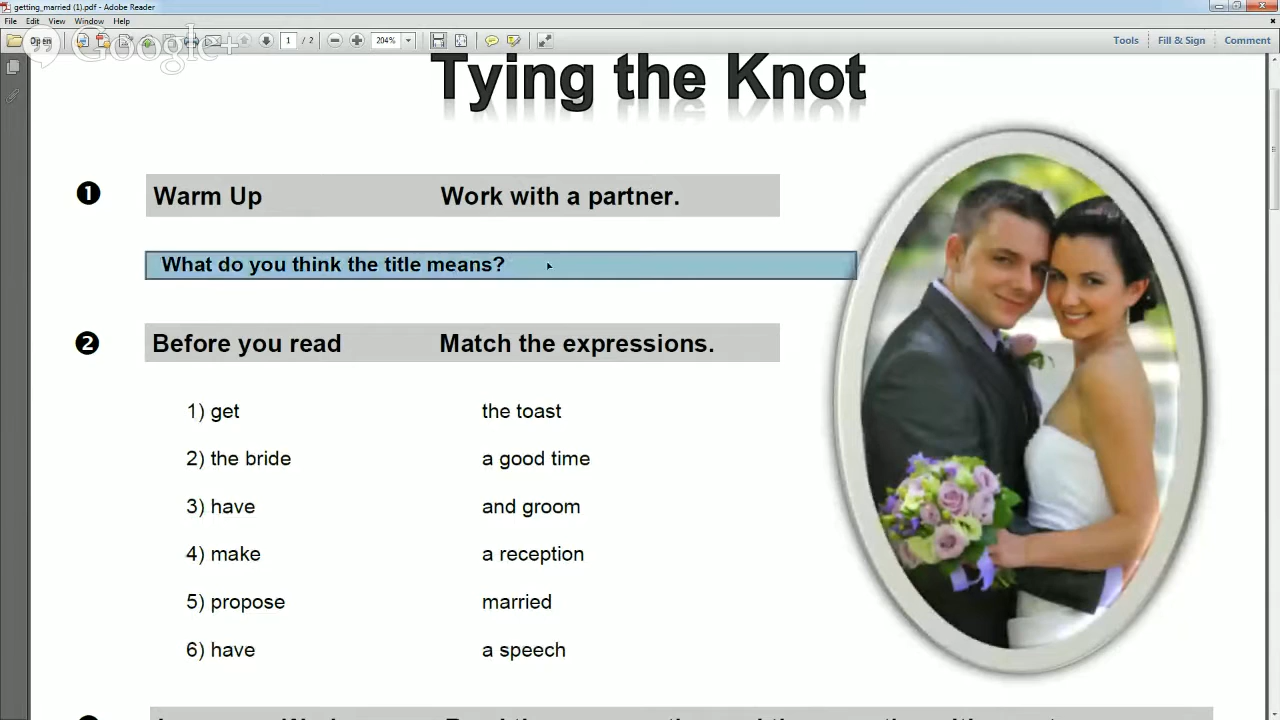 getting_married (1).pdf - Adobe Reader
File Edit View Window Help
Open 1 / 2 204% Tools Fill & Sign Comment
Google+
Tying the Knot
❶ Warm Up Work with a partner.
What do you think the title means?
❷ Before you read Match the expressions.
1) get the toast
2) the bride a good time
3) have and groom
4) make a reception
5) propose married
6) have a speech